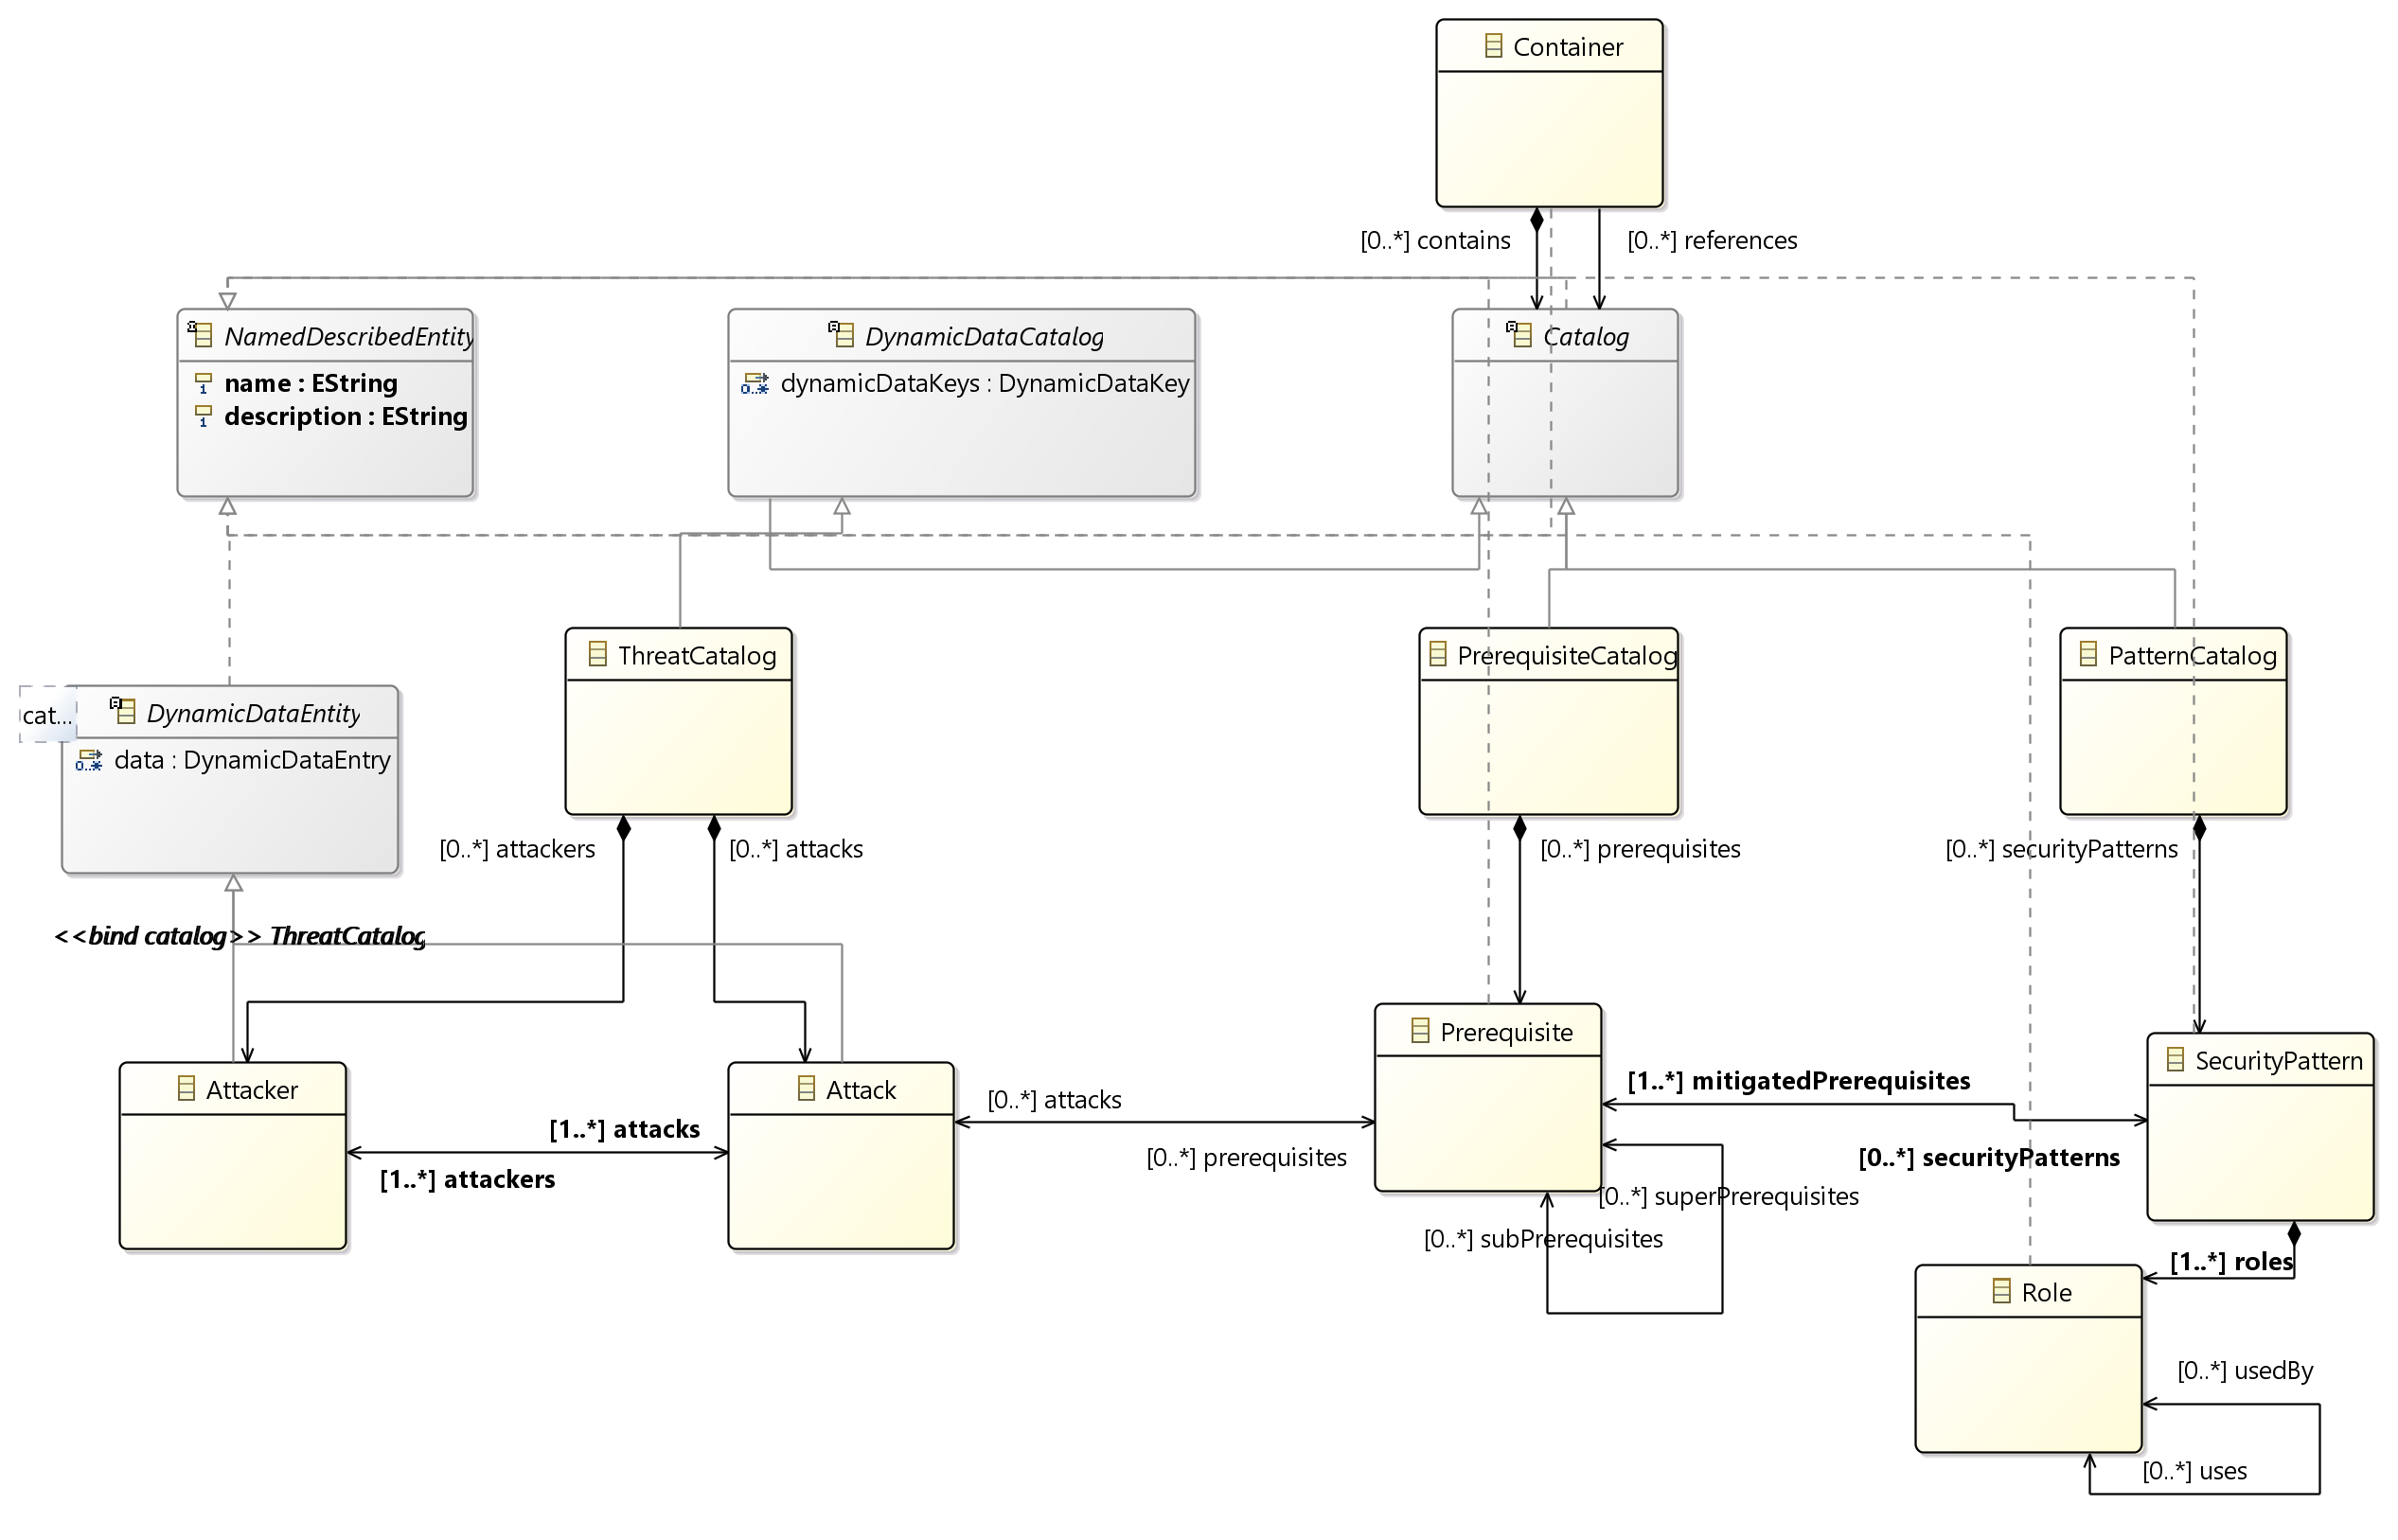 Container
[0..*] contains
[0..*] references
NamedDescribedEntity
name : EString
description : EString
DynamicDataCatalog
dynamicDataKeys : DynamicDataKey
Catalog
ThreatCatalog
PrerequisiteCatalog
PatternCatalog
cat...
DynamicDataEntity
data : DynamicDataEntry
[0..*] attackers
[0..*] attacks
[0..*] prerequisites
[0..*] securityPatterns
<<bind catalog>> ThreatCatalog
Attacker
Attack
Prerequisite
SecurityPattern
[1..*] attacks
[1..*] attackers
[0..*] attacks
[0..*] prerequisites
[1..*] mitigatedPrerequisites
[0..*] securityPatterns
[0..*] superPrerequisites
[0..*] subPrerequisites
[1..*] roles
Role
[0..*] usedBy
[0..*] uses